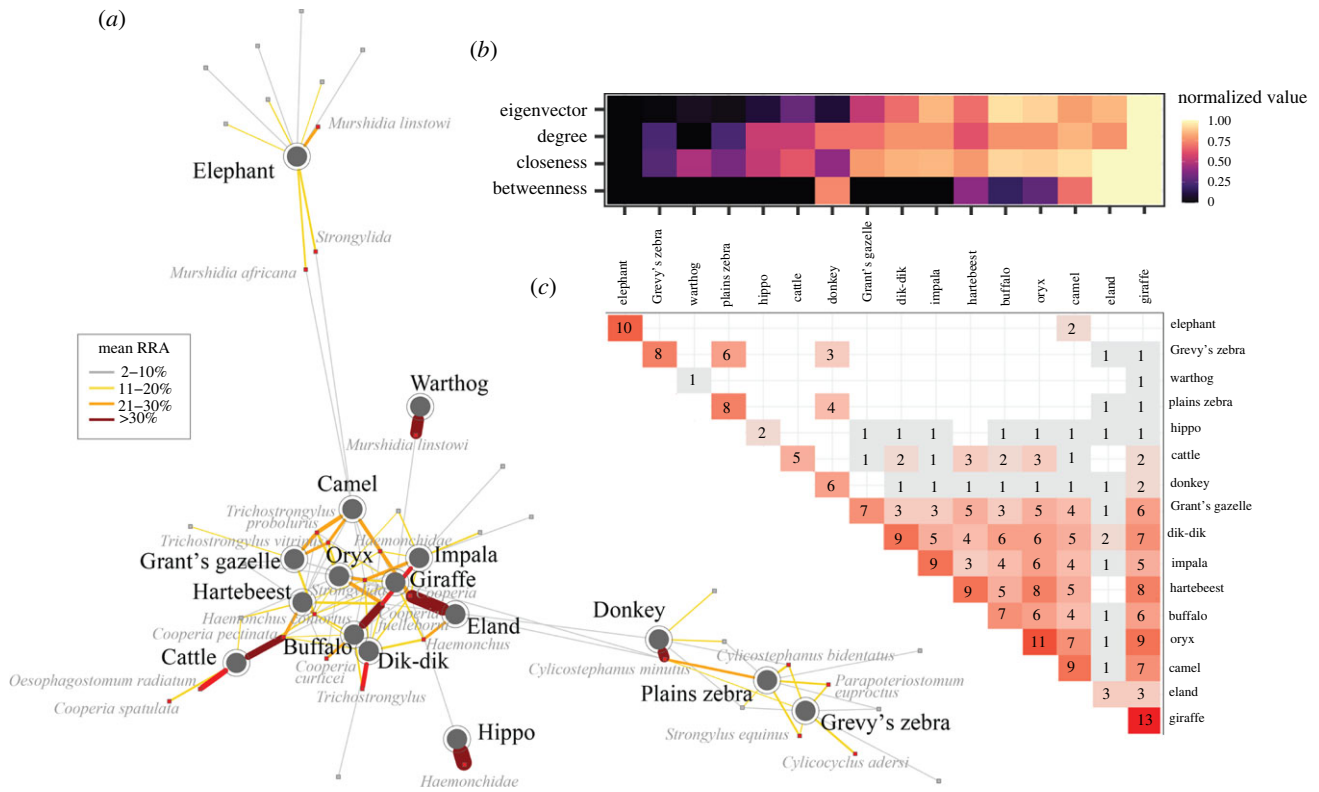 (a)
Murshidia linstowi
Elephant
Strongylida
Murshidia africana
mean RRA
2–10%
11–20%
21–30%
>30%
Warthog
Murshidia linstowi
Camel
Trichostrongylus
probolurus
Trichostrongylus vitrinus
Haemonchidae
Grant's gazelle
Oryx
Impala
Hartebeest
Strongylida
Giraffe
Cooperia
Haemonchus contortus
Cooperia
fuelleborni
Eland
Cooperia pectinata
Buffalo
Haemonchus
Cattle
Cooperia
curticei
Dik-dik
Oesophagostomum radiatum
Trichostrongylus
Cooperia spatulata
Hippo
Haemonchidae
Donkey
Cylicostephanus minutus
Cylicostephanus bidentatus
Plains zebra
Parapoteriostomum
euproctus
Grevy's zebra
Strongylus equinus
Cylicocyclus adersi
(b)
eigenvector
degree
closeness
betweenness
normalized value
1.00
0.75
0.50
0.25
0
(c)
elephant
Grevy's zebra
warthog
plains zebra
hippo
cattle
donkey
Grant's gazelle
dik-dik
impala
hartebeest
buffalo
oryx
camel
eland
giraffe
10 2 elephant
8 6 3 1 1 Grevy's zebra
1 1 warthog
8 4 1 1 plains zebra
2 1 1 1 1 1 1 1 1 hippo
5 1 2 1 3 2 3 1 2 cattle
6 1 1 1 1 1 1 1 2 donkey
7 3 3 5 3 5 4 1 6 Grant's gazelle
9 5 4 6 6 5 2 7 dik-dik
9 3 4 6 4 1 5 impala
9 5 8 5 8 hartebeest
7 6 4 1 6 buffalo
11 7 1 9 oryx
9 1 7 camel
3 3 eland
13 giraffe